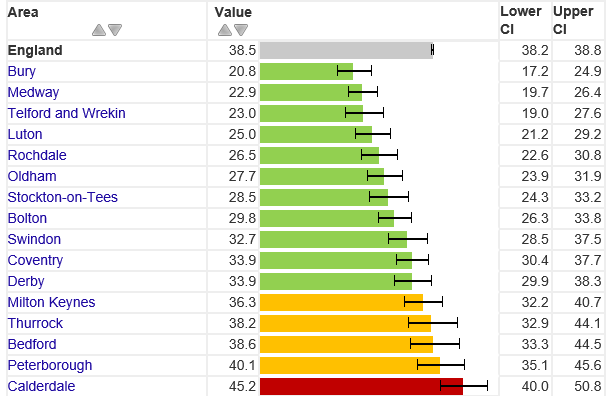 Area Value Lower CI Upper CI
England 38.5 38.2 38.8
Bury 20.8 17.2 24.9
Medway 22.9 19.7 26.4
Telford and Wrekin 23.0 19.0 27.6
Luton 25.0 21.2 29.2
Rochdale 26.5 22.6 30.8
Oldham 27.7 23.9 31.9
Stockton-on-Tees 28.5 24.3 33.2
Bolton 29.8 26.3 33.8
Swindon 32.7 28.5 37.5
Coventry 33.9 30.4 37.7
Derby 33.9 29.9 38.3
Milton Keynes 36.3 32.2 40.7
Thurrock 38.2 32.9 44.1
Bedford 38.6 33.3 44.5
Peterborough 40.1 35.1 45.6
Calderdale 45.2 40.0 50.8